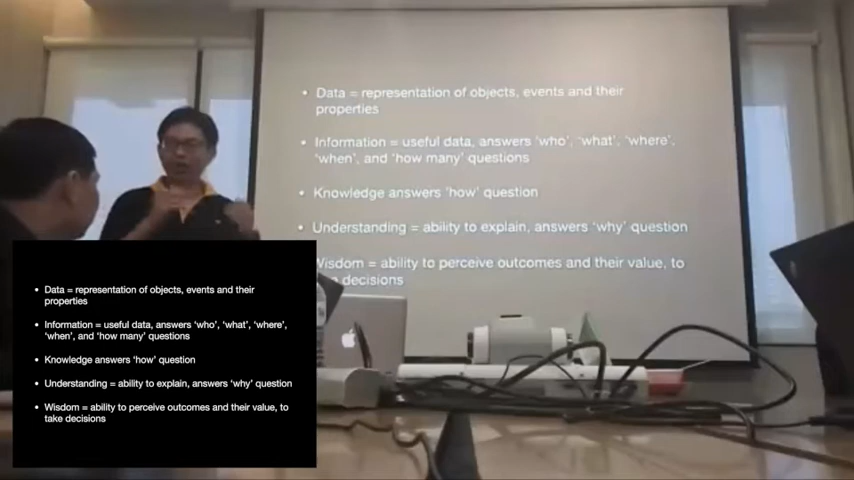 • Data = representation of objects, events and their
properties
• Information = useful data, answers 'who', 'what', 'where',
'when', and 'how many' questions
• Knowledge answers 'how' question
• Understanding = ability to explain, answers 'why' question
Wisdom = ability to perceive outcomes and their value, to
decisions
• Data = representation of objects, events and their
properties
• Information = useful data, answers 'who', 'what', 'where',
'when', and 'how many' questions
• Knowledge answers 'how' question
• Understanding = ability to explain, answers 'why' question
• Wisdom = ability to perceive outcomes and their value, to
take decisions